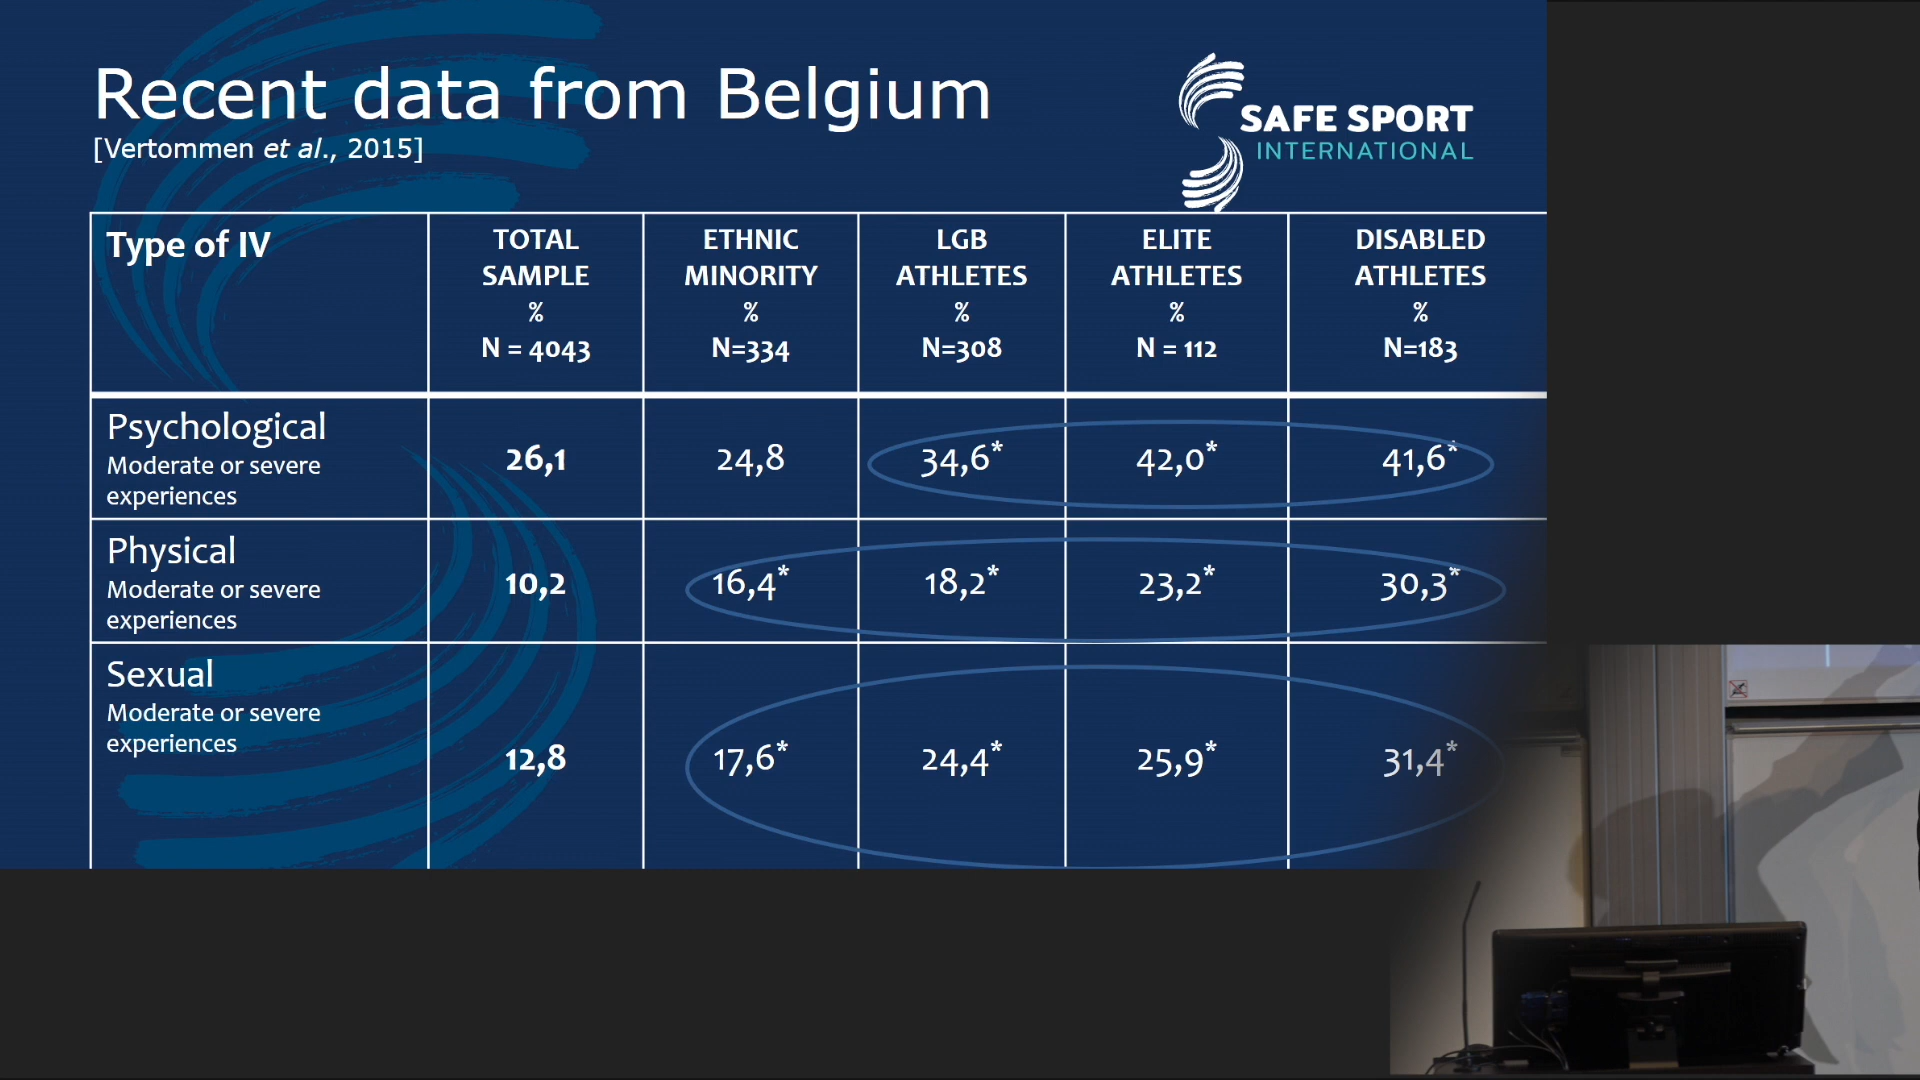 Recent data from Belgium
[Vertommen et al., 2015]
SAFE SPORT
INTERNATIONAL
Type of IV
TOTAL
SAMPLE
%
N = 4043
ETHNIC
MINORITY
%
N=334
LGB
ATHLETES
%
N=308
ELITE
ATHLETES
%
N = 112
DISABLED
ATHLETES
%
N=183
Psychological
Moderate or severe
experiences
26,1
24,8
34,6*
42,0*
41,6*
Physical
Moderate or severe
experiences
10,2
16,4*
18,2*
23,2*
30,3*
Sexual
Moderate or severe
experiences
12,8
17,6*
24,4*
25,9*
31,4*